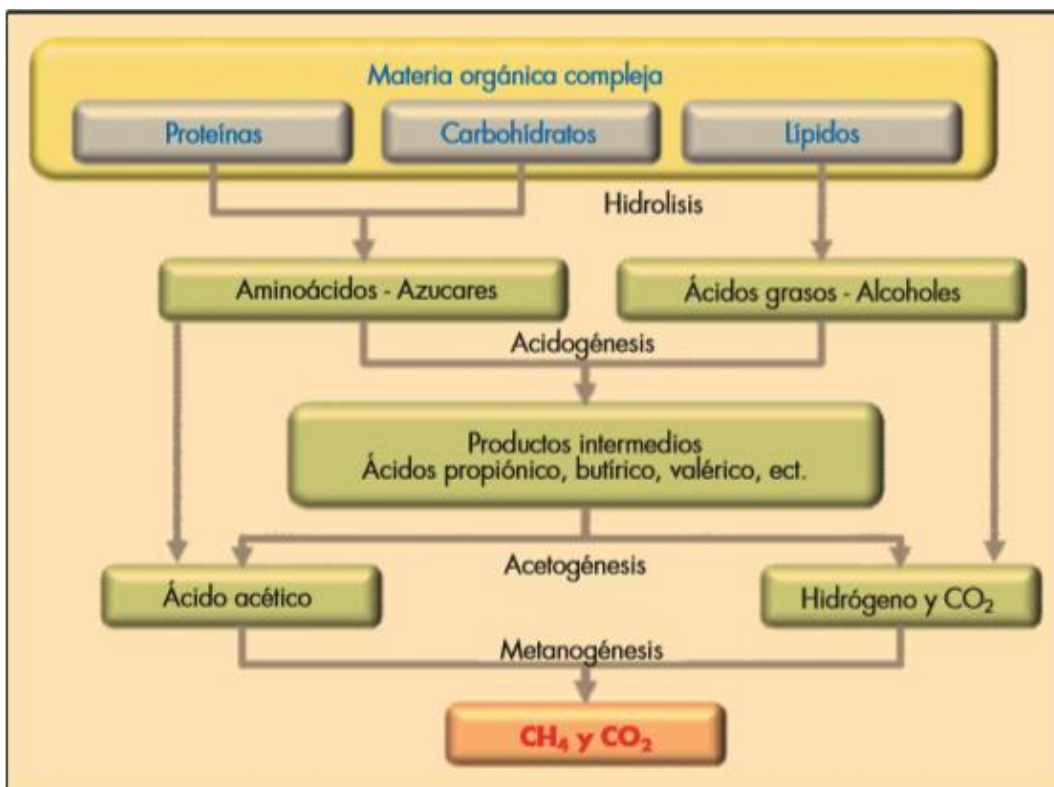 Materia orgánica compleja
Proteínas
Carbohídratos
Lípidos
Hidrolisis
Aminoácidos - Azucares
Ácidos grasos - Alcoholes
Acidogénesis
Productos intermedios
Ácidos propiónico, butírico, valérico, ect.
Acetogénesis
Ácido acético
Hidrógeno y CO₂
Metanogénesis
CH₄ y CO₂